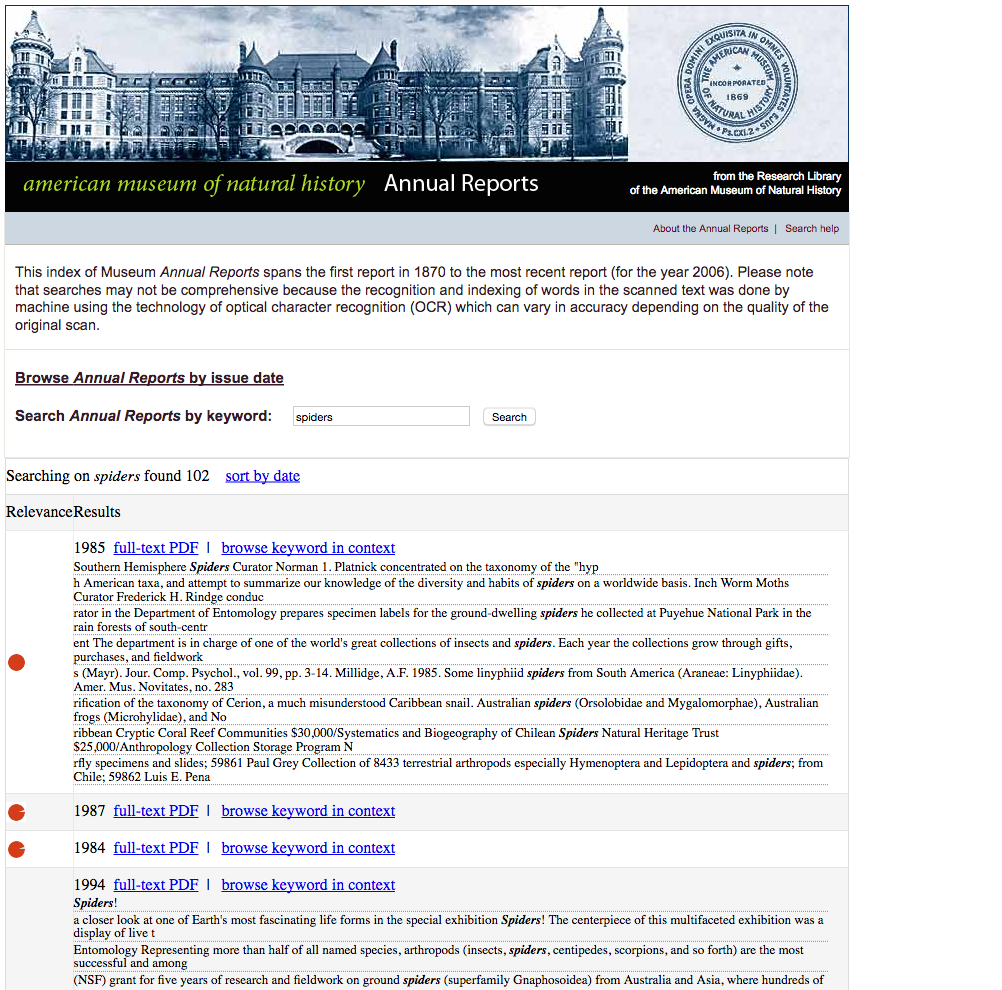 MAGNA OPERA DOMINI EXQUISITA IN OMNES VOLUNTATES EJUS • Ps.CXI.2 •
THE AMERICAN MUSEUM OF NATURAL HISTORY
INCORPORATED
1869
american museum of natural history Annual Reports
from the Research Library
of the American Museum of Natural History
About the Annual Reports | Search help
This index of Museum Annual Reports spans the first report in 1870 to the most recent report (for the year 2006). Please note
that searches may not be comprehensive because the recognition and indexing of words in the scanned text was done by
machine using the technology of optical character recognition (OCR) which can vary in accuracy depending on the quality of the
original scan.
Browse Annual Reports by issue date
Search Annual Reports by keyword: spiders Search
Searching on spiders found 102 sort by date
Relevance Results
1985 full-text PDF | browse keyword in context
Southern Hemisphere Spiders Curator Norman 1. Platnick concentrated on the taxonomy of the "hyp
h American taxa, and attempt to summarize our knowledge of the diversity and habits of spiders on a worldwide basis. Inch Worm Moths
Curator Frederick H. Rindge conduc
rator in the Department of Entomology prepares specimen labels for the ground-dwelling spiders he collected at Puyehue National Park in the
rain forests of south-centr
ent The department is in charge of one of the world's great collections of insects and spiders. Each year the collections grow through gifts,
purchases, and fieldwork
s (Mayr). Jour. Comp. Psychol., vol. 99, pp. 3-14. Millidge, A.F. 1985. Some linyphiid spiders from South America (Araneae: Linyphiidae).
Amer. Mus. Novitates, no. 283
rification of the taxonomy of Cerion, a much misunderstood Caribbean snail. Australian spiders (Orsolobidae and Mygalomorphae), Australian
frogs (Microhylidae), and No
ribbean Cryptic Coral Reef Communities $30,000/Systematics and Biogeography of Chilean Spiders Natural Heritage Trust
$25,000/Anthropology Collection Storage Program N
rfly specimens and slides; 59861 Paul Grey Collection of 8433 terrestrial arthropods especially Hymenoptera and Lepidoptera and spiders; from
Chile; 59862 Luis E. Pena
1987 full-text PDF | browse keyword in context
1984 full-text PDF | browse keyword in context
1994 full-text PDF | browse keyword in context
Spiders!
a closer look at one of Earth's most fascinating life forms in the special exhibition Spiders! The centerpiece of this multifaceted exhibition was a
display of live t
Entomology Representing more than half of all named species, arthropods (insects, spiders, centipedes, scorpions, and so forth) are the most
successful and among
(NSF) grant for five years of research and fieldwork on ground spiders (superfamily Gnaphosoidea) from Australia and Asia, where hundreds of